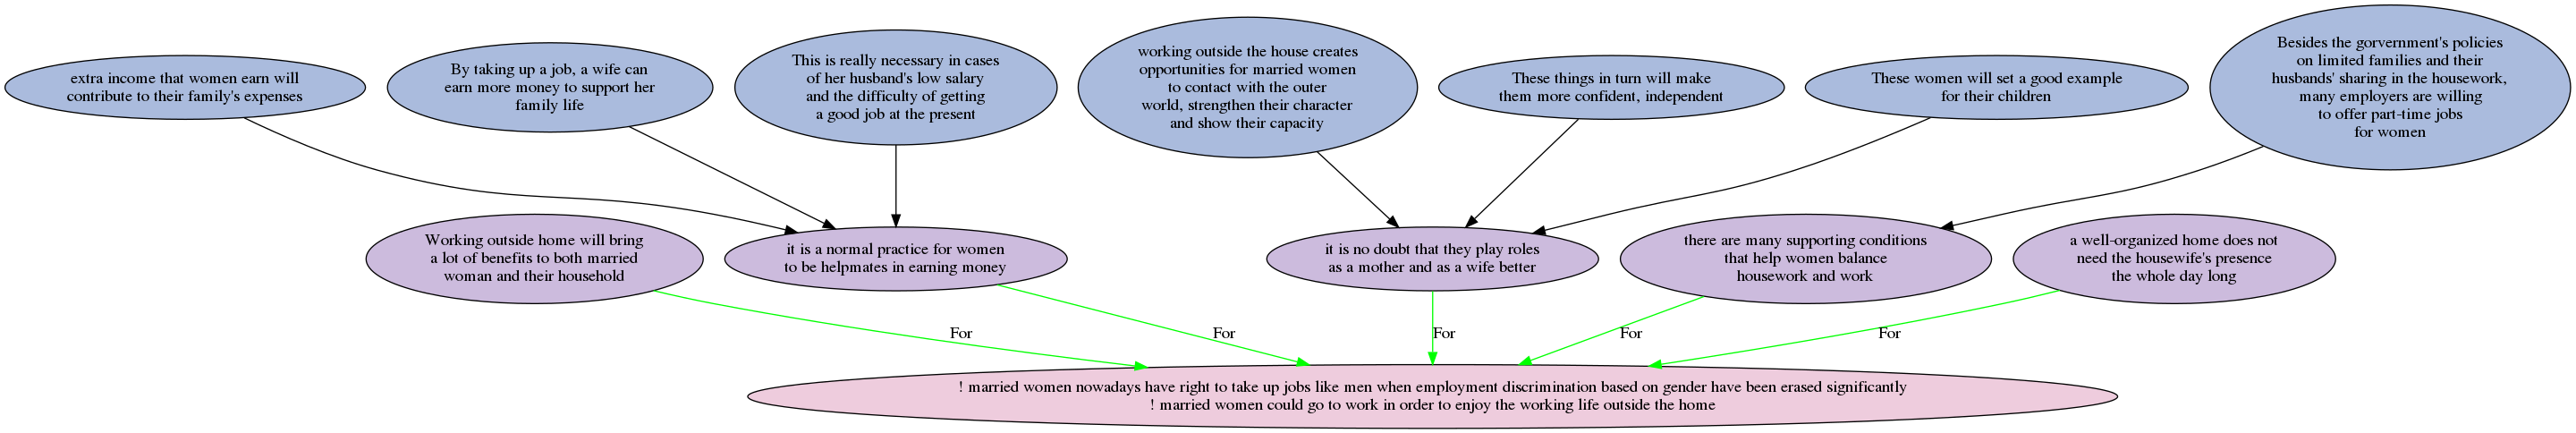 extra income that women earn will
contribute to their family's expenses
By taking up a job, a wife can
earn more money to support her
family life
This is really necessary in cases
of her husband's low salary
and the difficulty of getting
a good job at the present
working outside the house creates
opportunities for married women
to contact with the outer
world, strengthen their character
and show their capacity
These things in turn will make
them more confident, independent
These women will set a good example
for their children
Besides the gorvernment's policies
on limited families and their
husbands' sharing in the housework,
many employers are willing
to offer part-time jobs
for women
Working outside home will bring
a lot of benefits to both married
woman and their household
it is a normal practice for women
to be helpmates in earning money
it is no doubt that they play roles
as a mother and as a wife better
there are many supporting conditions
that help women balance
housework and work
a well-organized home does not
need the housewife's presence
the whole day long
For
For
For
For
For
! married women nowadays have right to take up jobs like men when employment discrimination based on gender have been erased significantly
! married women could go to work in order to enjoy the working life outside the home